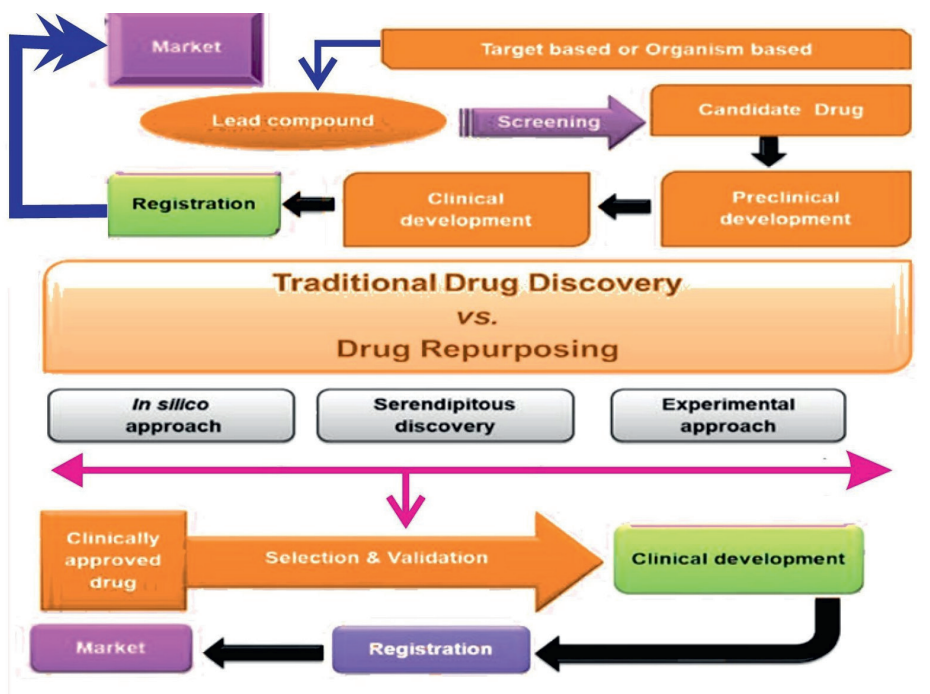 Market
Target based or Organism based
Lead compound
Screening
Candidate Drug
Registration
Clinical
development
Preclinical
development
Traditional Drug Discovery
vs.
Drug Repurposing
In silico
approach
Serendipitous
discovery
Experimental
approach
Clinically
approved
drug
Selection & Validation
Clinical development
Market
Registration